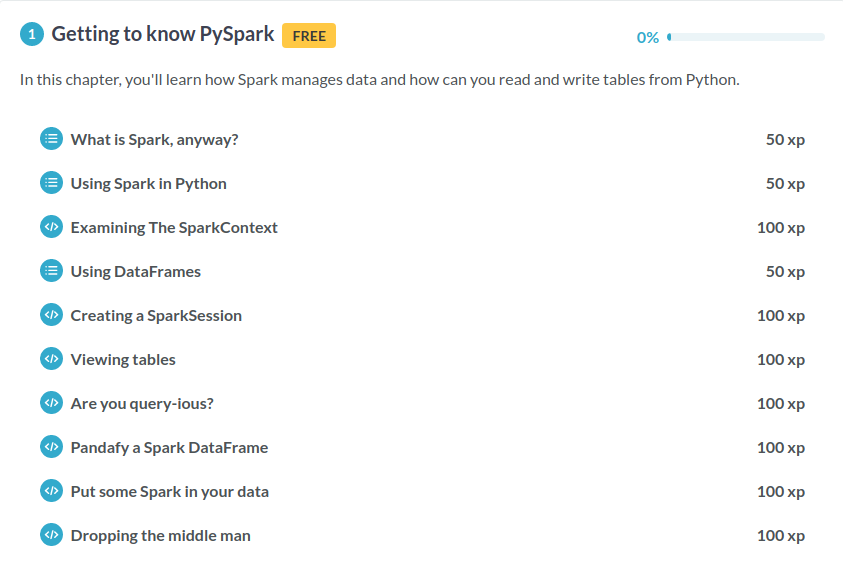 1 Getting to know PySpark FREE 0%
In this chapter, you'll learn how Spark manages data and how can you read and write tables from Python.
What is Spark, anyway? 50 xp
Using Spark in Python 50 xp
Examining The SparkContext 100 xp
Using DataFrames 50 xp
Creating a SparkSession 100 xp
Viewing tables 100 xp
Are you query-ious? 100 xp
Pandafy a Spark DataFrame 100 xp
Put some Spark in your data 100 xp
Dropping the middle man 100 xp